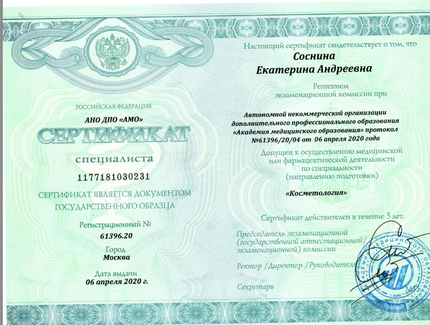 РОССИЙСКАЯ ФЕДЕРАЦИЯ
АНО ДПО «АМО»
СЕРТИФИКАТ
специалиста
1177181030231
СЕРТИФИКАТ ЯВЛЯЕТСЯ ДОКУМЕНТОМ
ГОСУДАРСТВЕННОГО ОБРАЗЦА
Регистрационный №
61396.20
Город
Москва
Дата выдачи
06 апреля 2020 г.
Настоящий сертификат свидетельствует о том, что
Соснина
Екатерина Андреевна
Решением
экзаменационной комиссии при
Автономной некоммерческой организации
дополнительного профессионального образования
«Академия медицинского образования» протокол
№61396/20/04 от 06 апреля 2020 года
Допущен к осуществлению медицинской
или фармацевтической деятельности
по специальности
(направлению подготовки)
«Косметология»
Сертификат действителен в течение 5 лет.
Председатель экзаменационной
(государственной аттестационной/
экзаменационной) комиссии
Ректор /Директор /Руководитель
Секретарь